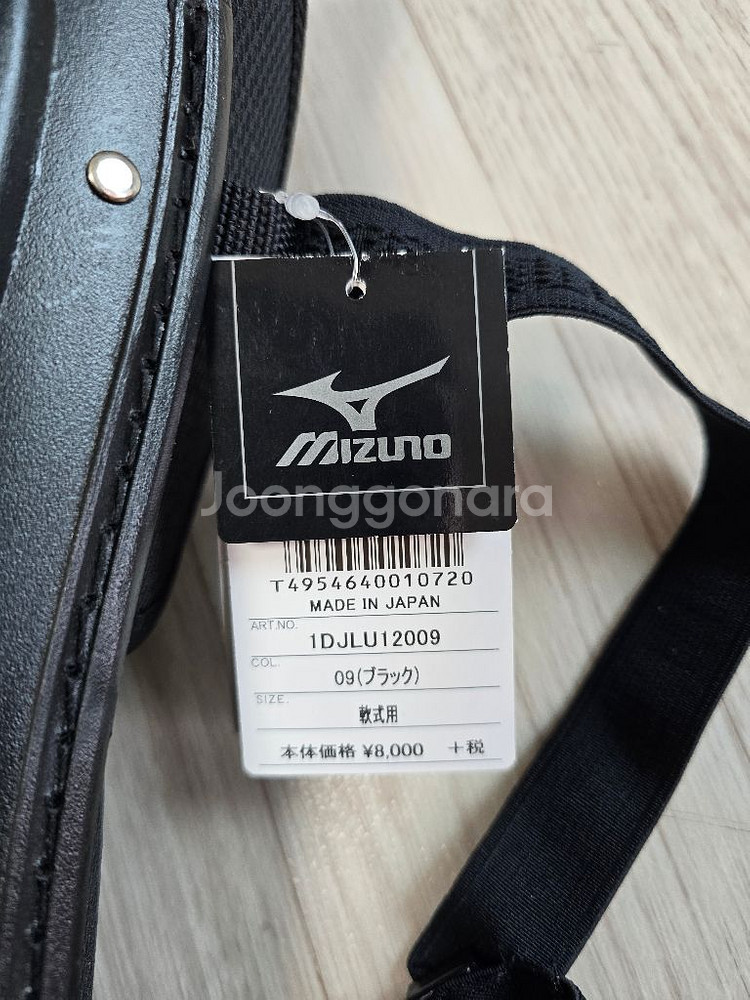 MIZUNO
Joonggonara
T4954640010720
MADE IN JAPAN
ART.NO.
1DJLU12009
COL.
09(ブラック)
SIZE.
軟式用
本体価格 ¥8,000 +税